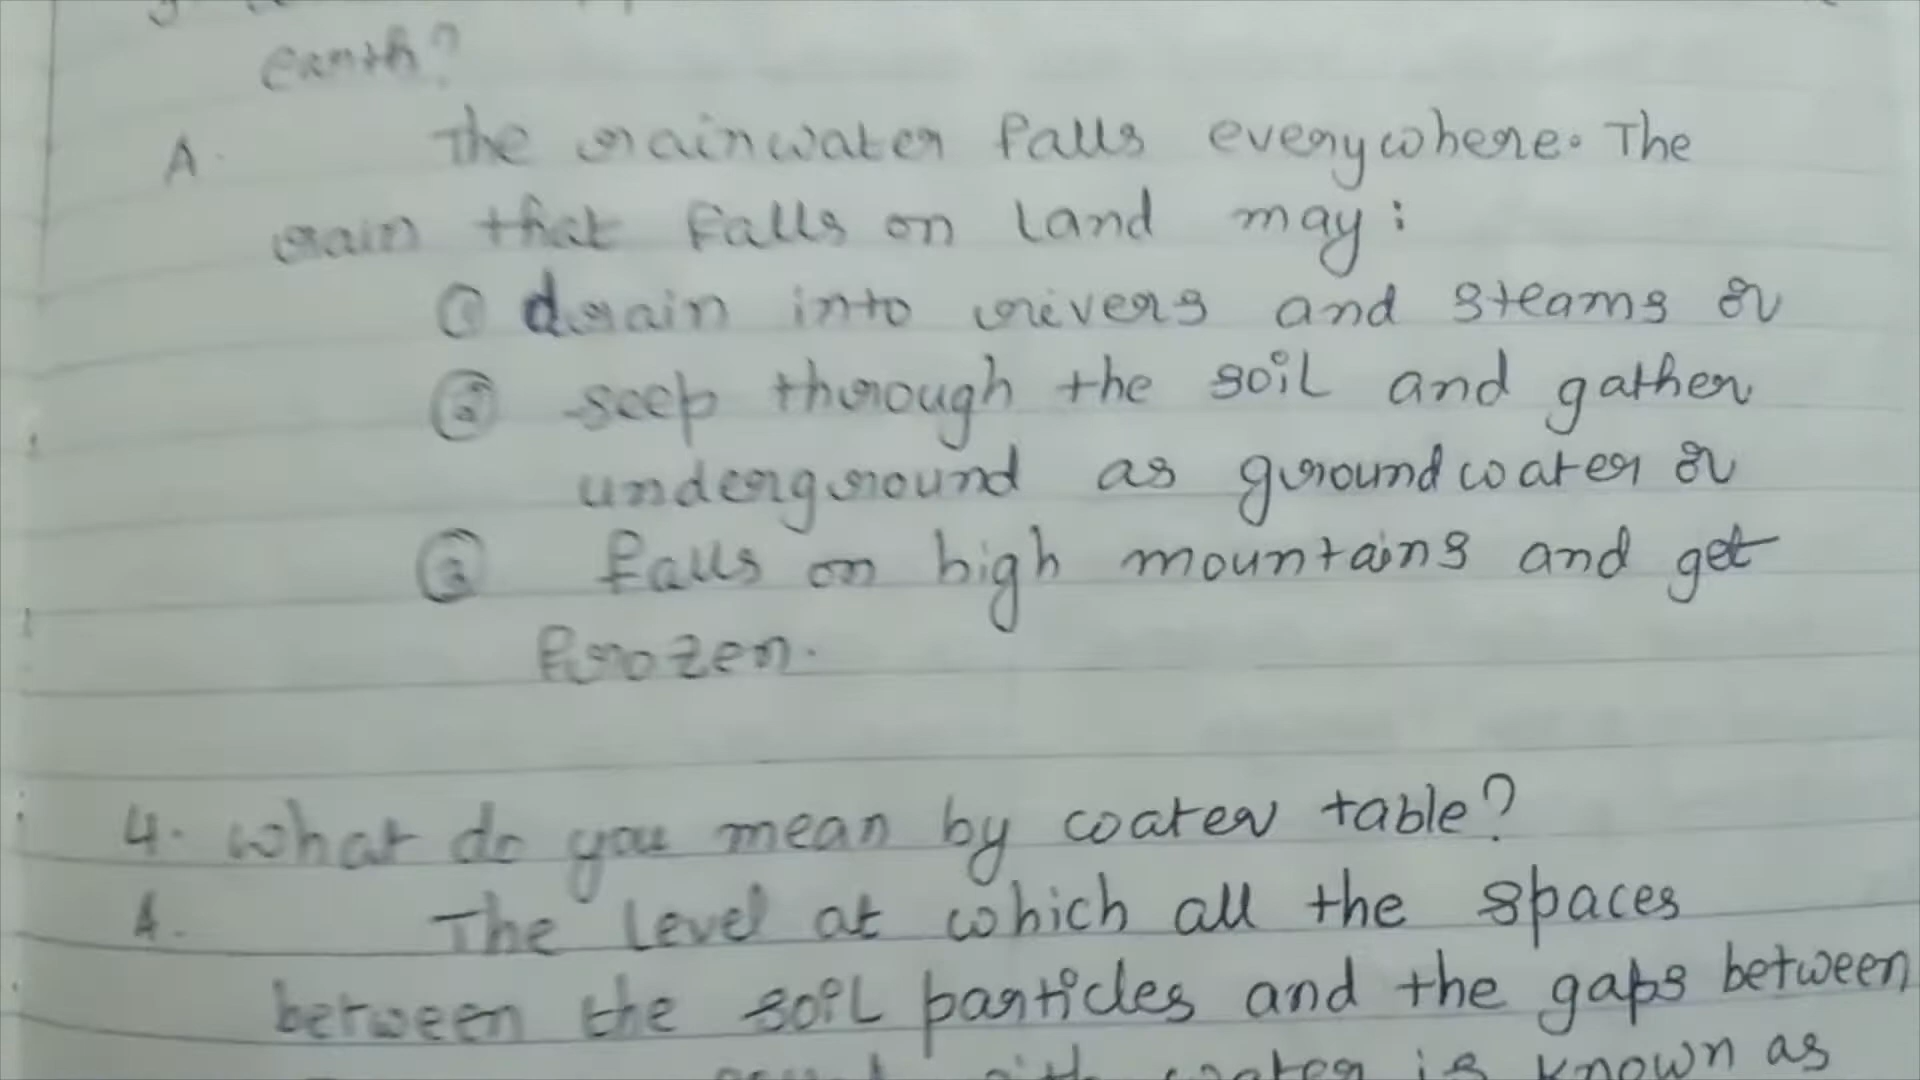 earth?
A. The rainwater falls everywhere. The
rain that falls on land may:
① drain into rivers and steams or
② seep through the soil and gather
underground as groundwater or
③ falls on high mountains and get
frozen.
4. What do you mean by water table?
A. The level at which all the spaces
between the soil particles and the gaps between
water is known as